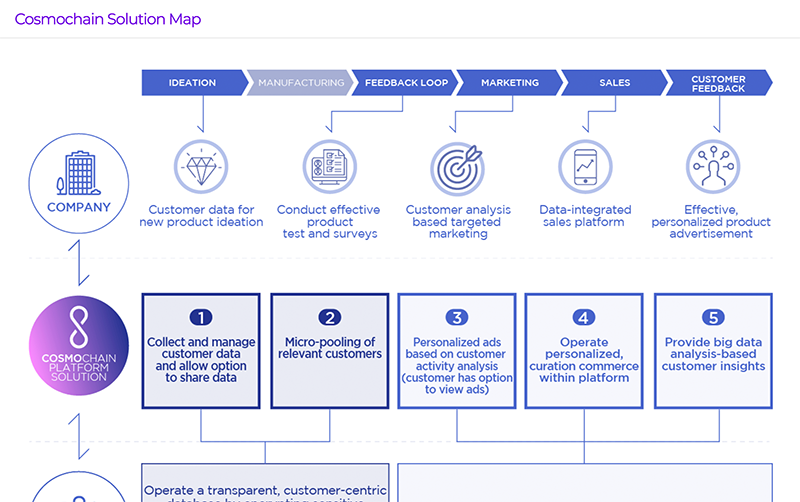 Cosmochain Solution Map
IDEATION
MANUFACTURING
FEEDBACK LOOP
MARKETING
SALES
CUSTOMER
FEEDBACK
COMPANY
Customer data for
new product ideation
Conduct effective
product
test and surveys
Customer analysis
based targeted
marketing
Data-integrated
sales platform
Effective,
personalized product
advertisement
COSMOCHAIN
PLATFORM
SOLUTION
1
Collect and manage
customer data
and allow option
to share data
2
Micro-pooling of
relevant customers
3
Personalized ads
based on customer
activity analysis
(customer has option
to view ads)
4
Operate
personalized,
curation commerce
within platform
5
Provide big data
analysis-based
customer insights
Operate a transparent, customer-centric
database by